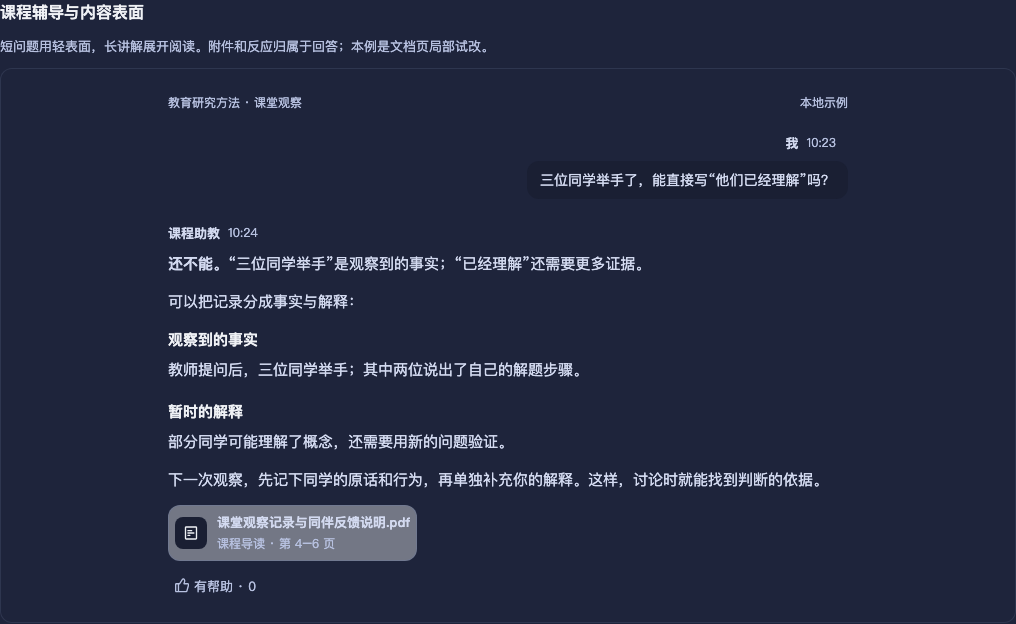 课程辅导与内容表面
短问题用轻表面，长讲解展开阅读。附件和反应归属于回答；本例是文档页局部试改。
教育研究方法 · 课堂观察
本地示例
我 10:23
三位同学举手了，能直接写“他们已经理解”吗？
课程助教 10:24
还不能。“三位同学举手”是观察到的事实；“已经理解”还需要更多证据。
可以把记录分成事实与解释：
观察到的事实
教师提问后，三位同学举手；其中两位说出了自己的解题步骤。
暂时的解释
部分同学可能理解了概念，还需要用新的问题验证。
下一次观察，先记下同学的原话和行为，再单独补充你的解释。这样，讨论时就能找到判断的依据。
课堂观察记录与同伴反馈说明.pdf
课程导读 · 第 4–6 页
有帮助 · 0